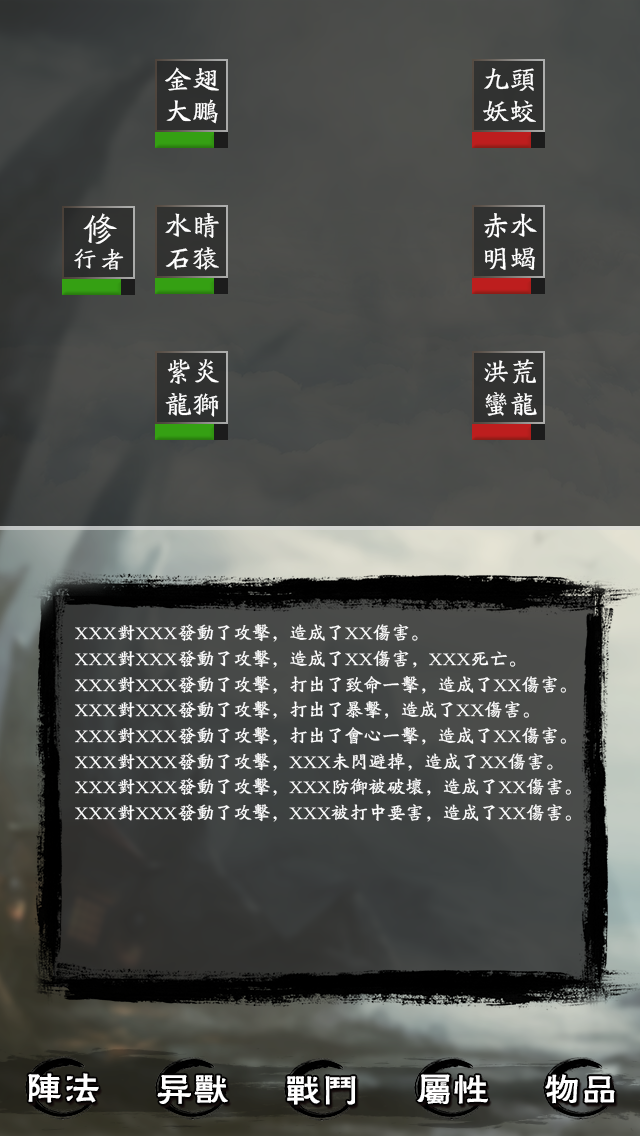 金翅
大鵬
九頭
妖蛟
修
行者
水晴
石猿
赤水
明蝎
紫炎
龍獅
洪荒
蠻龍
XXX對XXX發動了攻擊，造成了XX傷害。
XXX對XXX發動了攻擊，造成了XX傷害，XXX死亡。
XXX對XXX發動了攻擊，打出了致命一擊，造成了XX傷害。
XXX對XXX發動了攻擊，打出了暴擊，造成了XX傷害。
XXX對XXX發動了攻擊，打出了會心一擊，造成了XX傷害。
XXX對XXX發動了攻擊，XXX未閃避掉，造成了XX傷害。
XXX對XXX發動了攻擊，XXX防御被破壞，造成了XX傷害。
XXX對XXX發動了攻擊，XXX被打中要害，造成了XX傷害。
陣法 异獸 戰鬥 屬性 物品